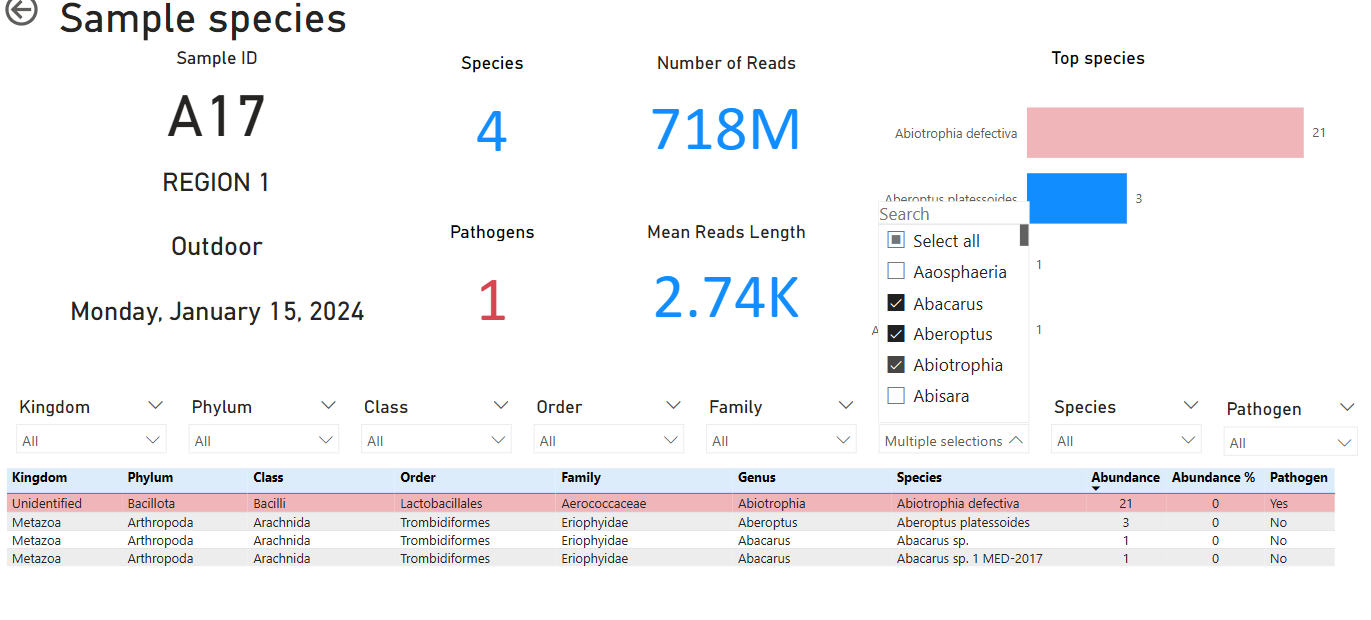 Sample species
Sample ID
A17
REGION 1
Outdoor
Monday, January 15, 2024
Species
4
Pathogens
1
Number of Reads
718M
Mean Reads Length
2.74K
Top species
Abiotrophia defectiva 21
Aberoptus platessoides 3
1
A 1
Search
Select all
Aaosphaeria
Abacarus
Aberoptus
Abiotrophia
Abisara
Kingdom Phylum Class Order Family Species Pathogen
All All All All All Multiple selections All All
Kingdom Phylum Class Order Family Genus Species Abundance Abundance % Pathogen
Unidentified Bacillota Bacilli Lactobacillales Aerococcaceae Abiotrophia Abiotrophia defectiva 21 0 Yes
Metazoa Arthropoda Arachnida Trombidiformes Eriophyidae Aberoptus Aberoptus platessoides 3 0 No
Metazoa Arthropoda Arachnida Trombidiformes Eriophyidae Abacarus Abacarus sp. 1 0 No
Metazoa Arthropoda Arachnida Trombidiformes Eriophyidae Abacarus Abacarus sp. 1 MED-2017 1 0 No